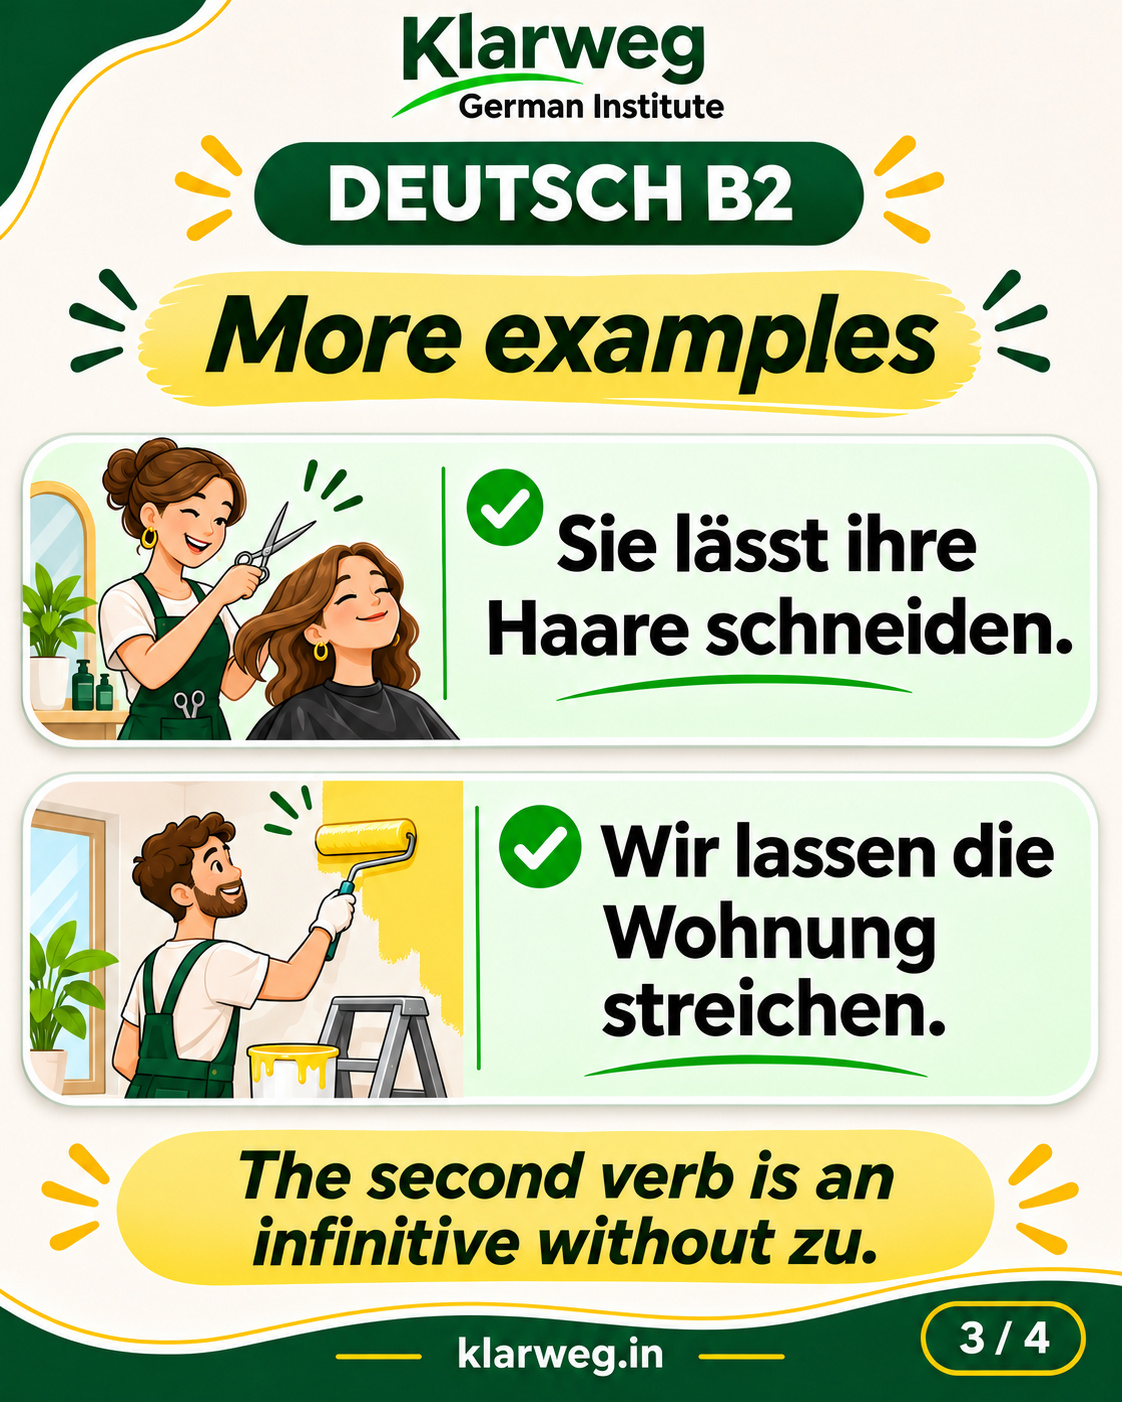 Klarweg
German Institute
DEUTSCH B2
More examples
Sie lässt ihre
Haare schneiden.
Wir lassen die
Wohnung
streichen.
The second verb is an
infinitive without zu.
klarweg.in
3 / 4